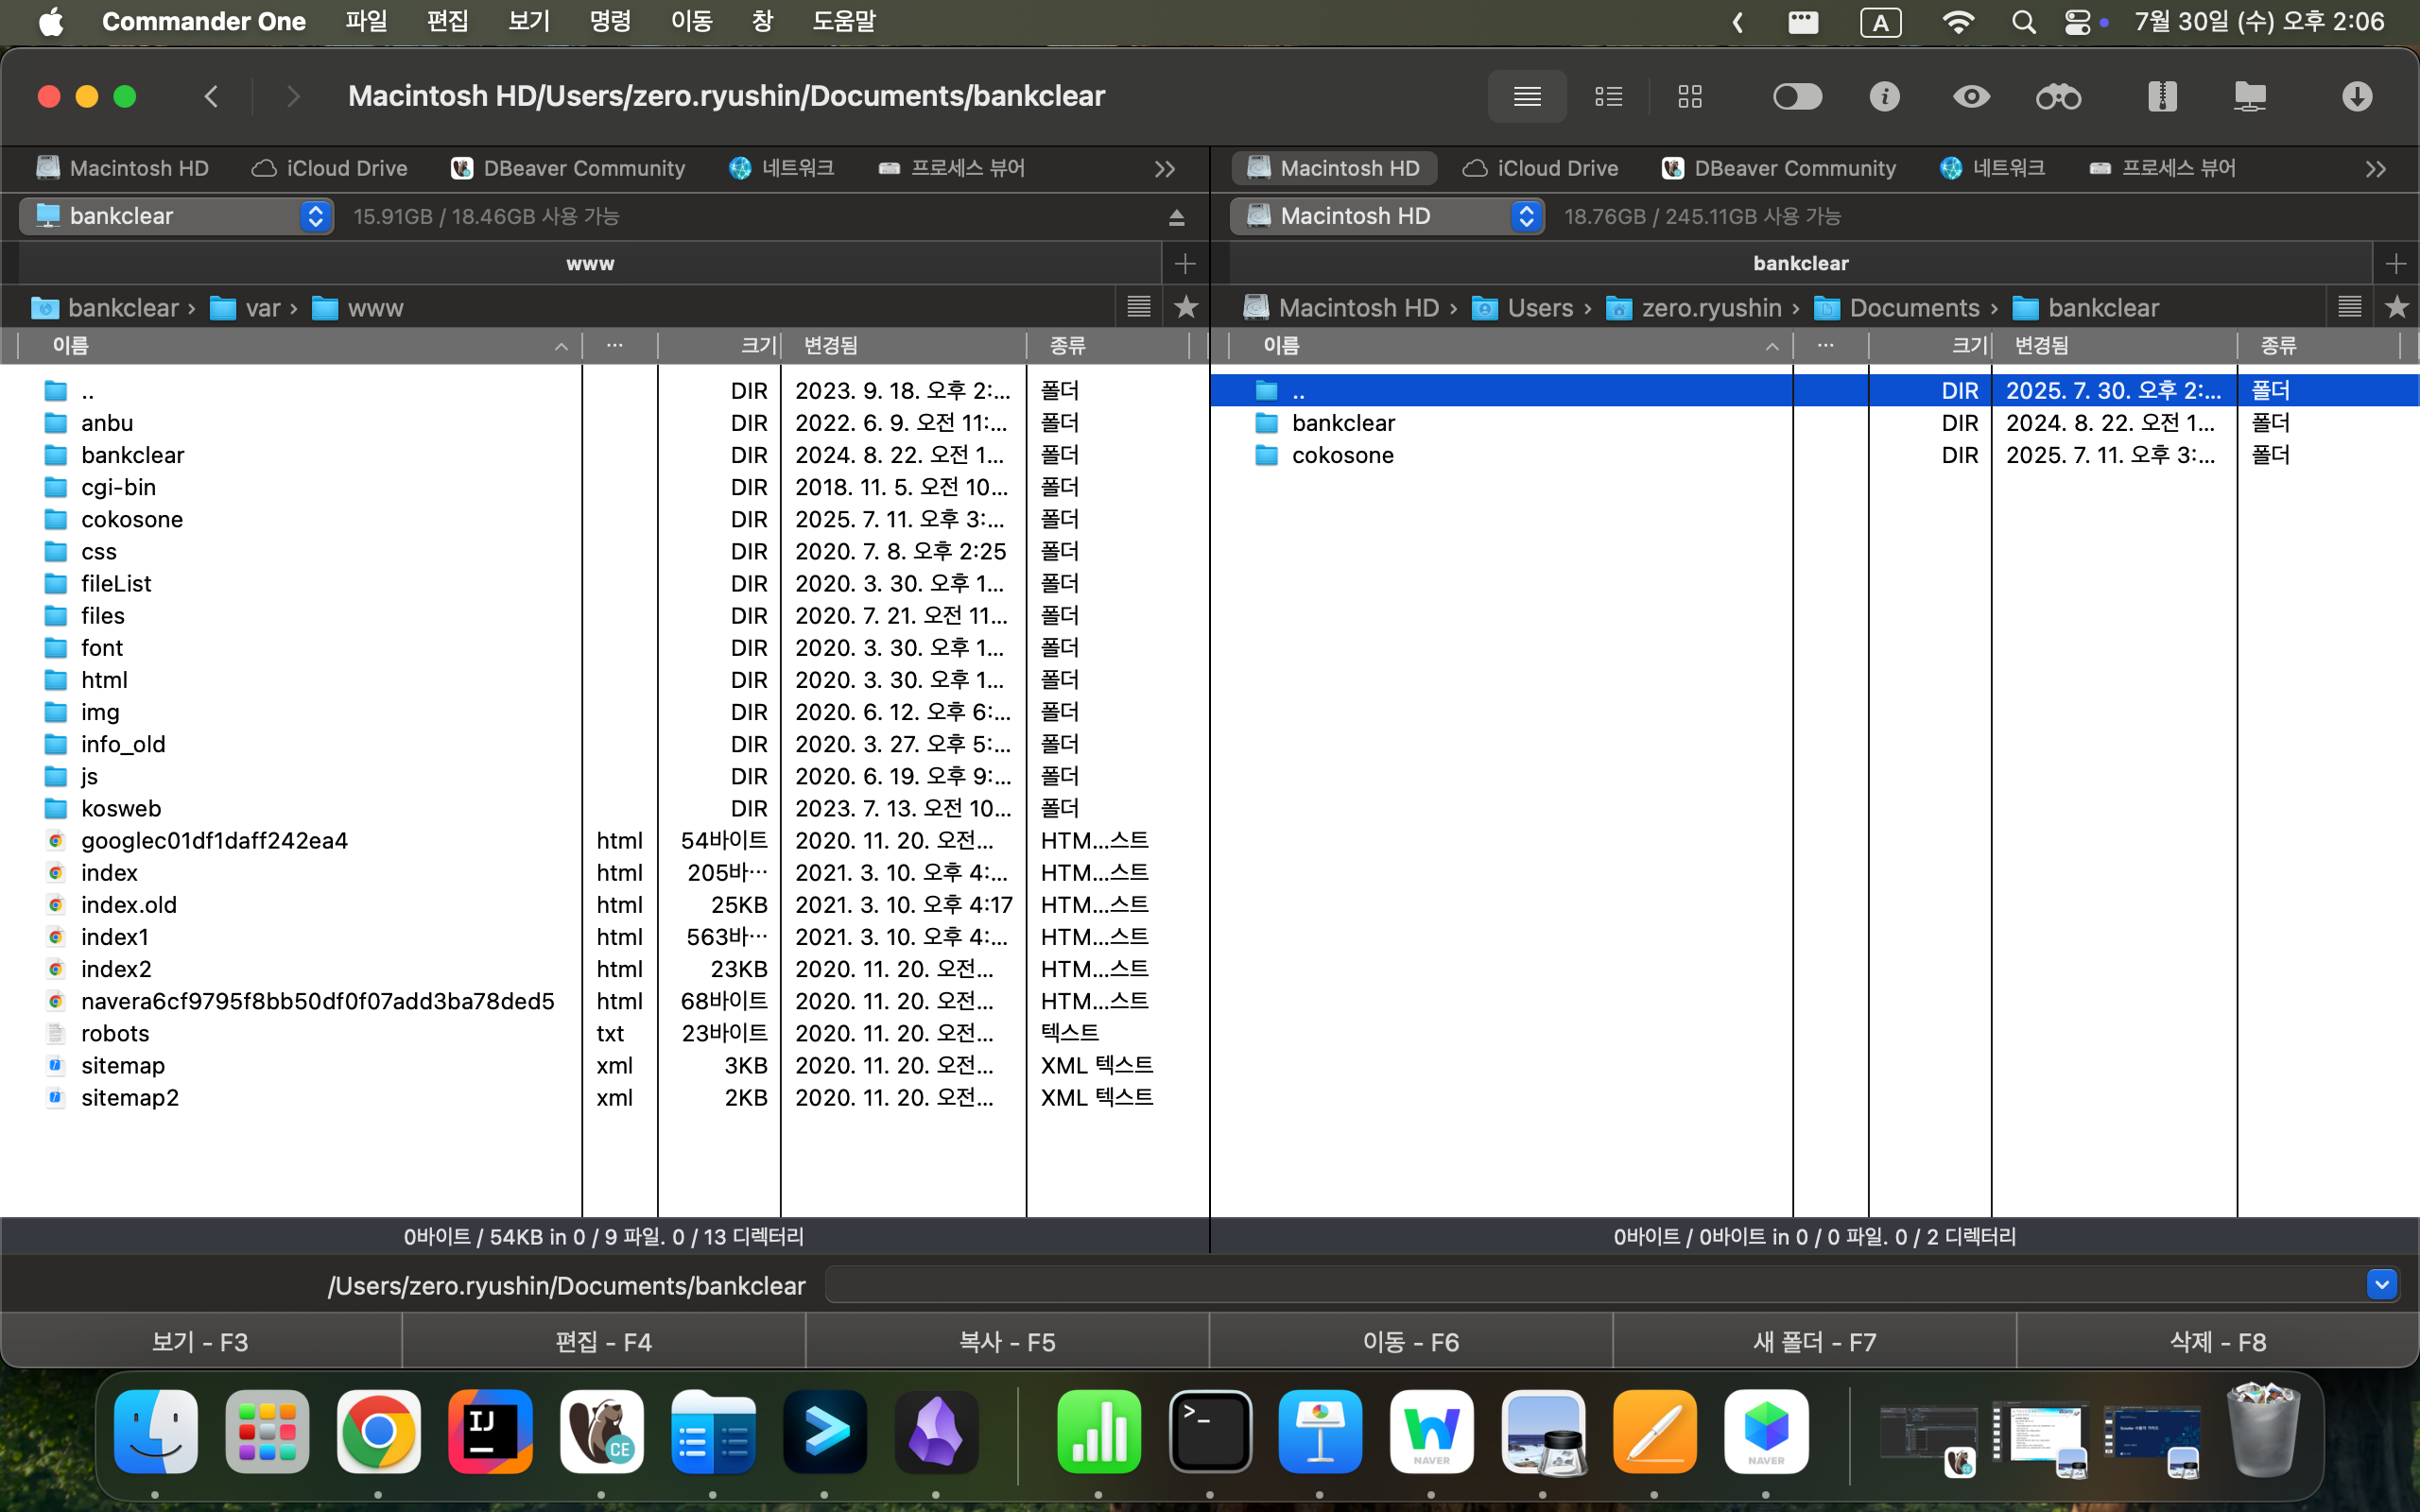 Commander One 파일 편집 보기 명령 이동 창 도움말 A 7월 30일 (수) 오후 2:06
Macintosh HD/Users/zero.ryushin/Documents/bankclear
Macintosh HD iCloud Drive DBeaver Community 네트워크 프로세스 뷰어 Macintosh HD iCloud Drive DBeaver Community 네트워크 프로세스 뷰어
bankclear 15.91GB / 18.46GB 사용 가능 Macintosh HD 18.76GB / 245.11GB 사용 가능
www bankclear
bankclear › var › www Macintosh HD › Users › zero.ryushin › Documents › bankclear
이름 ... 크기 변경됨 종류 이름 ... 크기 변경됨 종류
.. DIR 2023. 9. 18. 오후 2:... 폴더 .. DIR 2025. 7. 30. 오후 2:... 폴더
anbu DIR 2022. 6. 9. 오전 11:... 폴더 bankclear DIR 2024. 8. 22. 오전 1... 폴더
bankclear DIR 2024. 8. 22. 오전 1... 폴더 cokosone DIR 2025. 7. 11. 오후 3:... 폴더
cgi-bin DIR 2018. 11. 5. 오전 10... 폴더
cokosone DIR 2025. 7. 11. 오후 3:... 폴더
css DIR 2020. 7. 8. 오후 2:25 폴더
fileList DIR 2020. 3. 30. 오후 1... 폴더
files DIR 2020. 7. 21. 오전 11... 폴더
font DIR 2020. 3. 30. 오후 1... 폴더
html DIR 2020. 3. 30. 오후 1... 폴더
img DIR 2020. 6. 12. 오후 6:... 폴더
info_old DIR 2020. 3. 27. 오후 5:... 폴더
js DIR 2020. 6. 19. 오후 9:... 폴더
kosweb DIR 2023. 7. 13. 오전 10... 폴더
googlec01df1daff242ea4 html 54바이트 2020. 11. 20. 오전... HTM...스트
index html 205바... 2021. 3. 10. 오후 4:... HTM...스트
index.old html 25KB 2021. 3. 10. 오후 4:17 HTM...스트
index1 html 563바... 2021. 3. 10. 오후 4:... HTM...스트
index2 html 23KB 2020. 11. 20. 오전... HTM...스트
navera6cf9795f8bb50df0f07add3ba78ded5 html 68바이트 2020. 11. 20. 오전... HTM...스트
robots txt 23바이트 2020. 11. 20. 오전... 텍스트
sitemap xml 3KB 2020. 11. 20. 오전... XML 텍스트
sitemap2 xml 2KB 2020. 11. 20. 오전... XML 텍스트
0바이트 / 54KB in 0 / 9 파일. 0 / 13 디렉터리 0바이트 / 0바이트 in 0 / 0 파일. 0 / 2 디렉터리
/Users/zero.ryushin/Documents/bankclear
보기 - F3 편집 - F4 복사 - F5 이동 - F6 새 폴더 - F7 삭제 - F8
IJ CE >_ NAVER NAVER